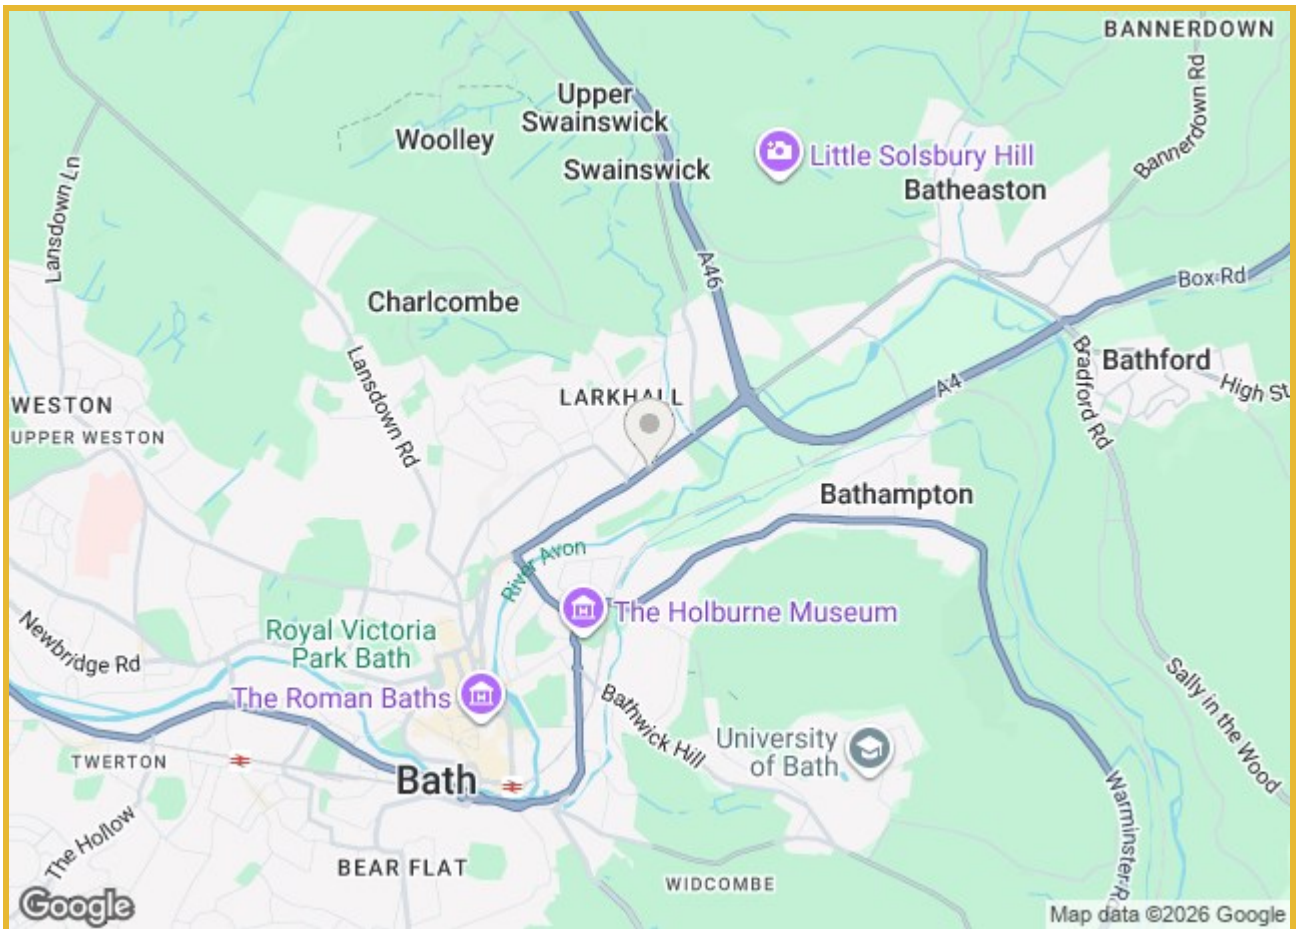 BANNERDOWN
Bannerdown Rd
Upper
Swainswick
Woolley
Swainswick
Little Solsbury Hill
Batheaston
Lansdown Ln
A46
Box Rd
Charlcombe
Lansdown Rd
Bradford Rd
Bathford
High St
A4
LARKHALL
WESTON
UPPER WESTON
Bathampton
River Avon
The Holburne Museum
Royal Victoria
Park Bath
Newbridge Rd
The Roman Baths
Bathwick Hill
Sally in the Wood
University
of Bath
TWERTON
Bath
Warminster Ro
The Hollow
BEAR FLAT
WIDCOMBE
Google
Map data ©2026 Google